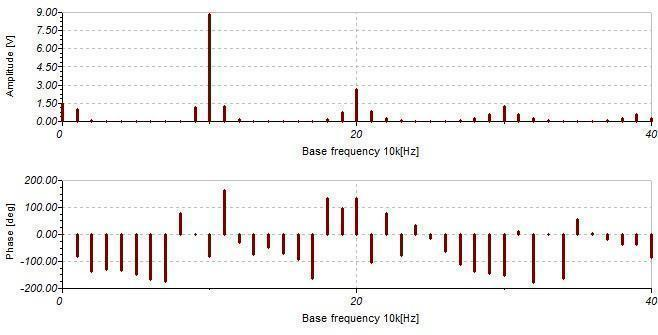 9.00
7.50
6.00
4.50
3.00
1.50
0.00
Amplitude [V]
0 20 40
Base frequency 10k[Hz]
200.00
100.00
0.00
-100.00
-200.00
Phase [deg]
0 20 40
Base frequency 10k[Hz]